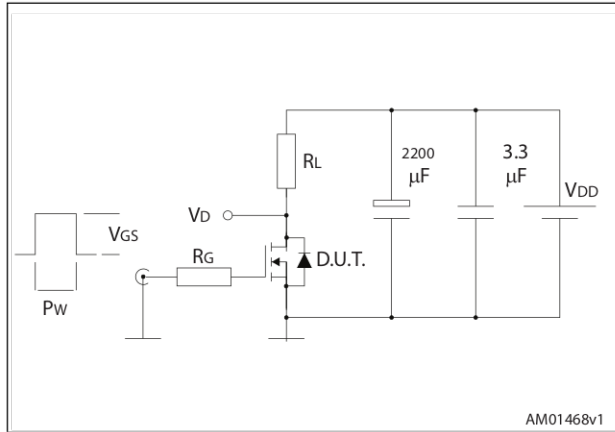 RL
2200
μF
3.3
μF
VDD
VD
VGS
RG
D.U.T.
PW
AM01468v1